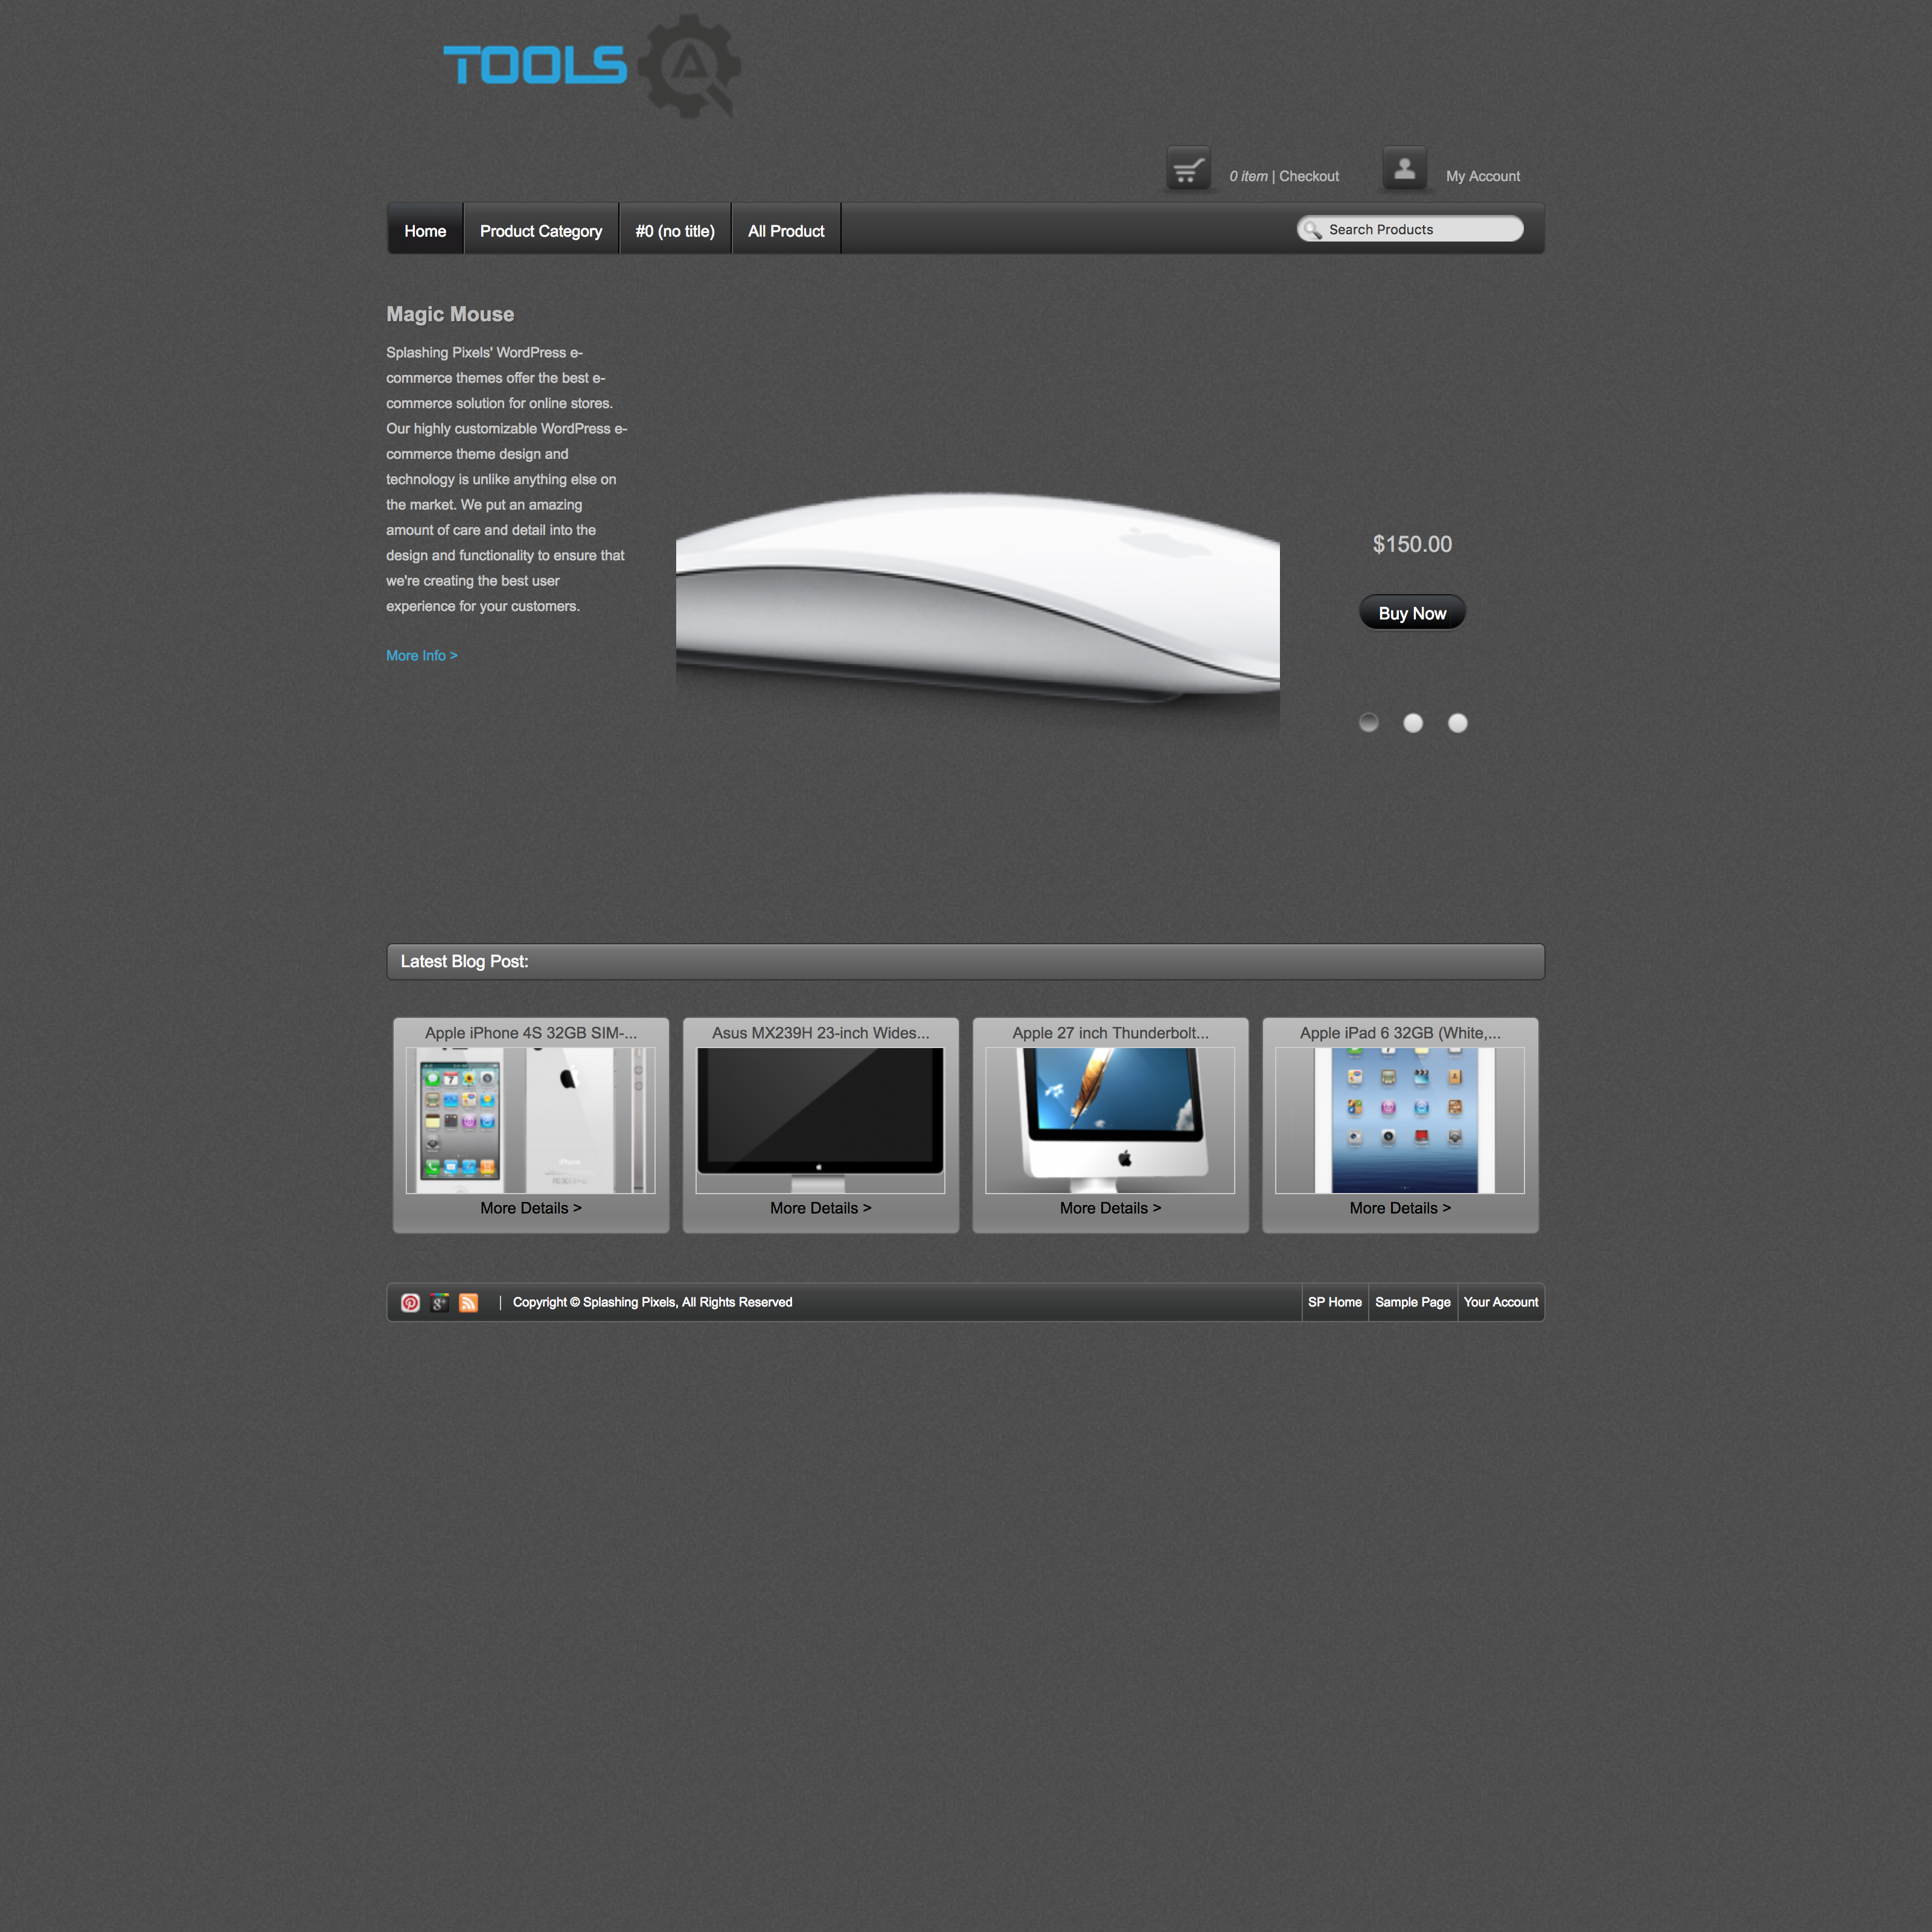 TOOLS
0 item | Checkout
My Account
Home
Product Category
#0 (no title)
All Product
Search Products
Magic Mouse
Splashing Pixels' WordPress e-
commerce themes offer the best e-
commerce solution for online stores.
Our highly customizable WordPress e-
commerce theme design and
technology is unlike anything else on
the market. We put an amazing
amount of care and detail into the
design and functionality to ensure that
we're creating the best user
experience for your customers.
More Info >
$150.00
Buy Now
Latest Blog Post:
Apple iPhone 4S 32GB SIM-...
Asus MX239H 23-inch Wides...
Apple 27 inch Thunderbolt...
Apple iPad 6 32GB (White,...
iPhone
More Details >
More Details >
More Details >
More Details >
| Copyright © Splashing Pixels, All Rights Reserved
SP Home
Sample Page
Your Account